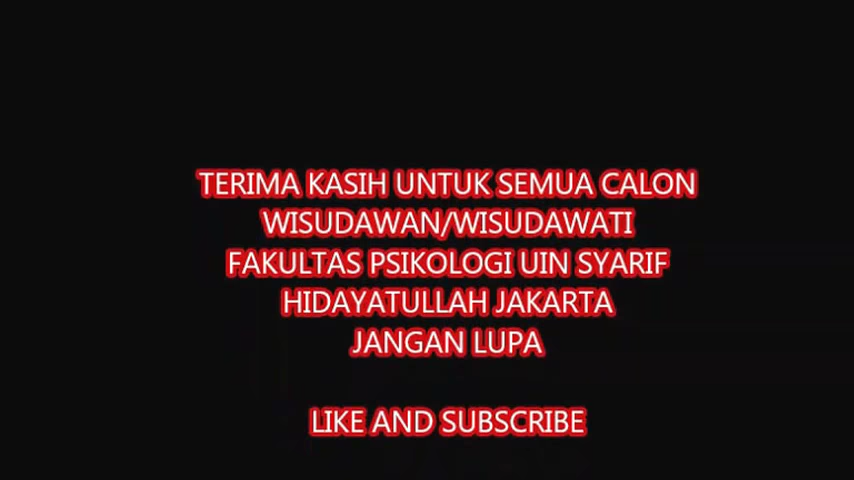 TERIMA KASIH UNTUK SEMUA CALON
WISUDAWAN/WISUDAWATI
FAKULTAS PSIKOLOGI UIN SYARIF
HIDAYATULLAH JAKARTA
JANGAN LUPA
LIKE AND SUBSCRIBE